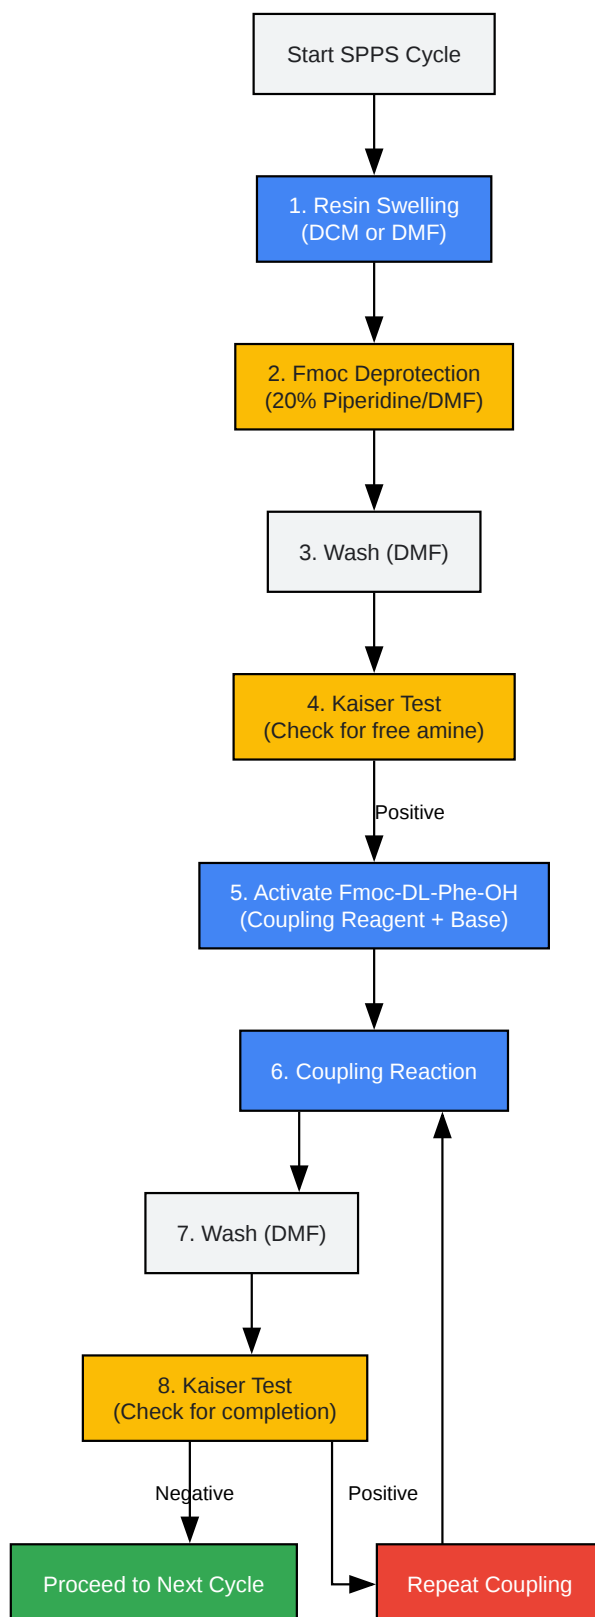 Start SPPS Cycle
1. Resin Swelling
(DCM or DMF)
2. Fmoc Deprotection
(20% Piperidine/DMF)
3. Wash (DMF)
4. Kaiser Test
(Check for free amine)
Positive
5. Activate Fmoc-DL-Phe-OH
(Coupling Reagent + Base)
6. Coupling Reaction
7. Wash (DMF)
8. Kaiser Test
(Check for completion)
Negative
Positive
Proceed to Next Cycle
Repeat Coupling